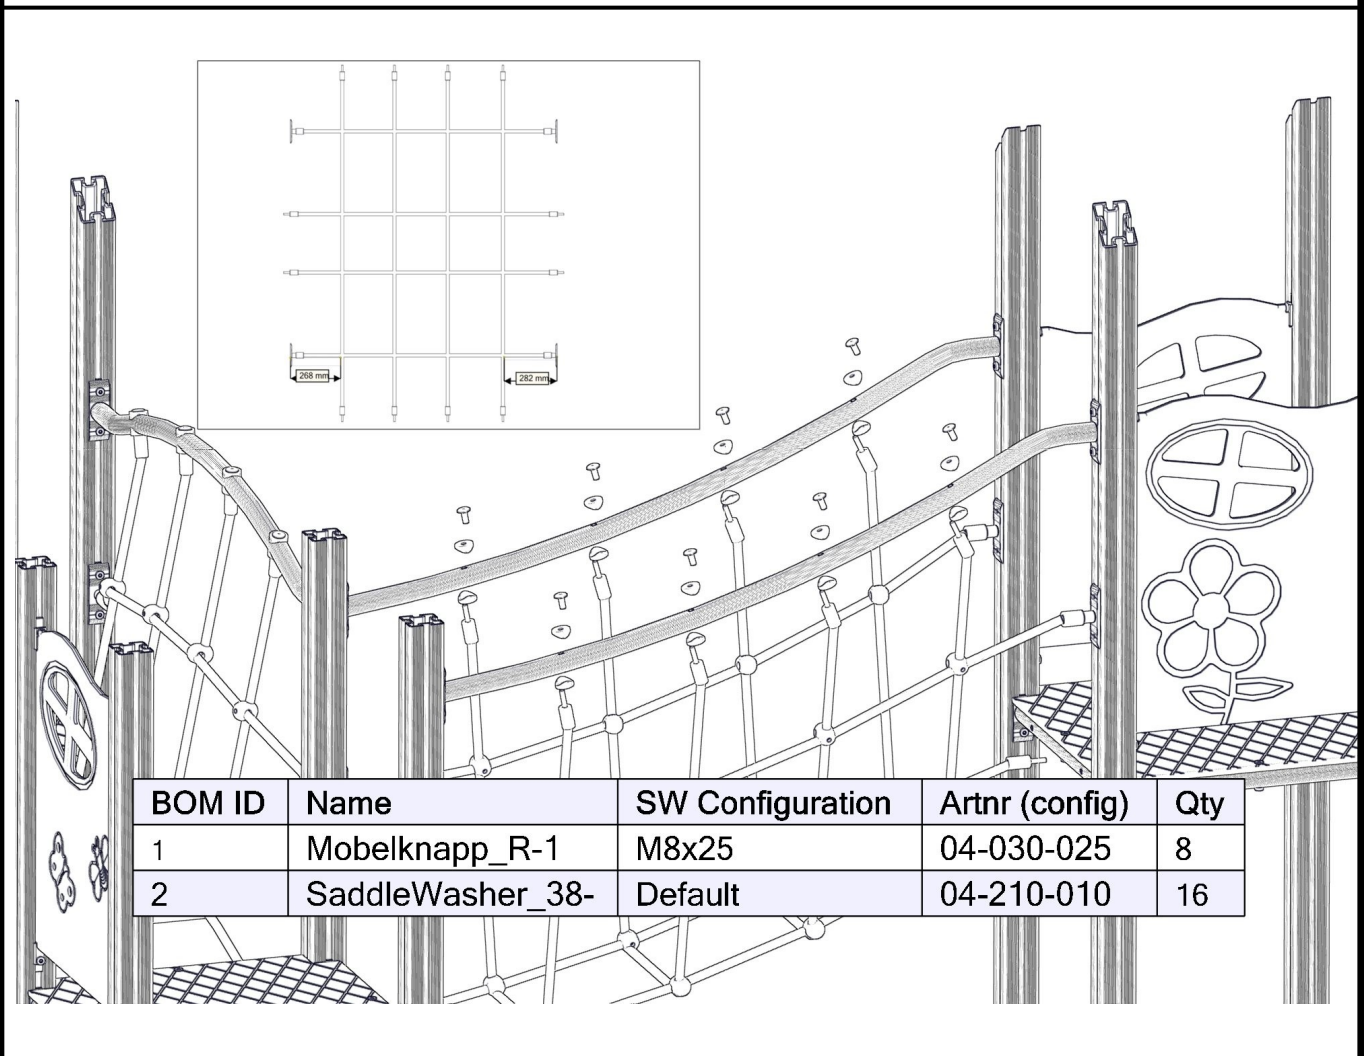 268 mm
282 mm
BOM ID Name SW Configuration Artnr (config) Qty
1 Mobelknapp_R-1 M8x25 04-030-025 8
2 SaddleWasher_38- Default 04-210-010 16